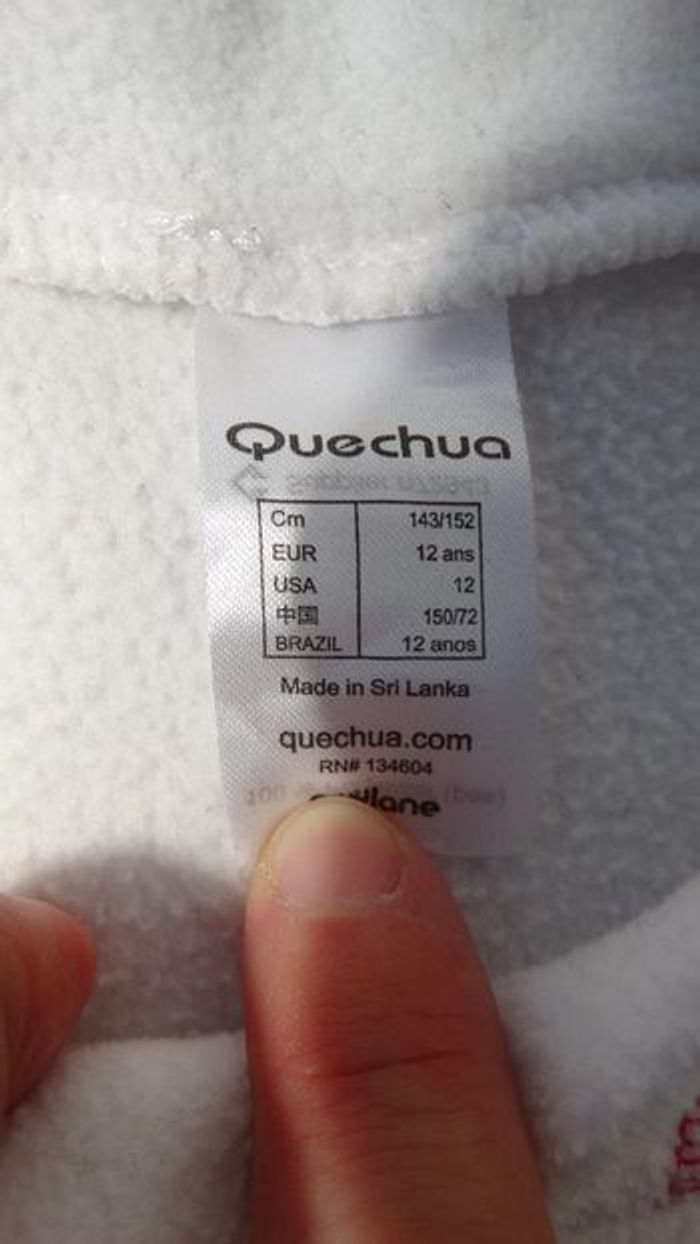 Quechua
Cm 143/152
EUR 12 ans
USA 12
中国 150/72
BRAZIL 12 anos
Made in Sri Lanka
quechua.com
RN# 134604